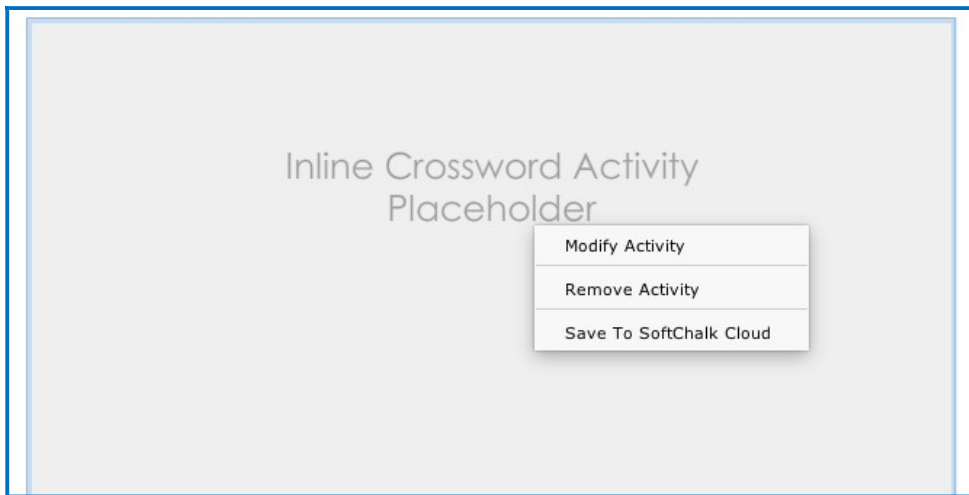 Inline Crossword Activity
Placeholder
Modify Activity
Remove Activity
Save To SoftChalk Cloud